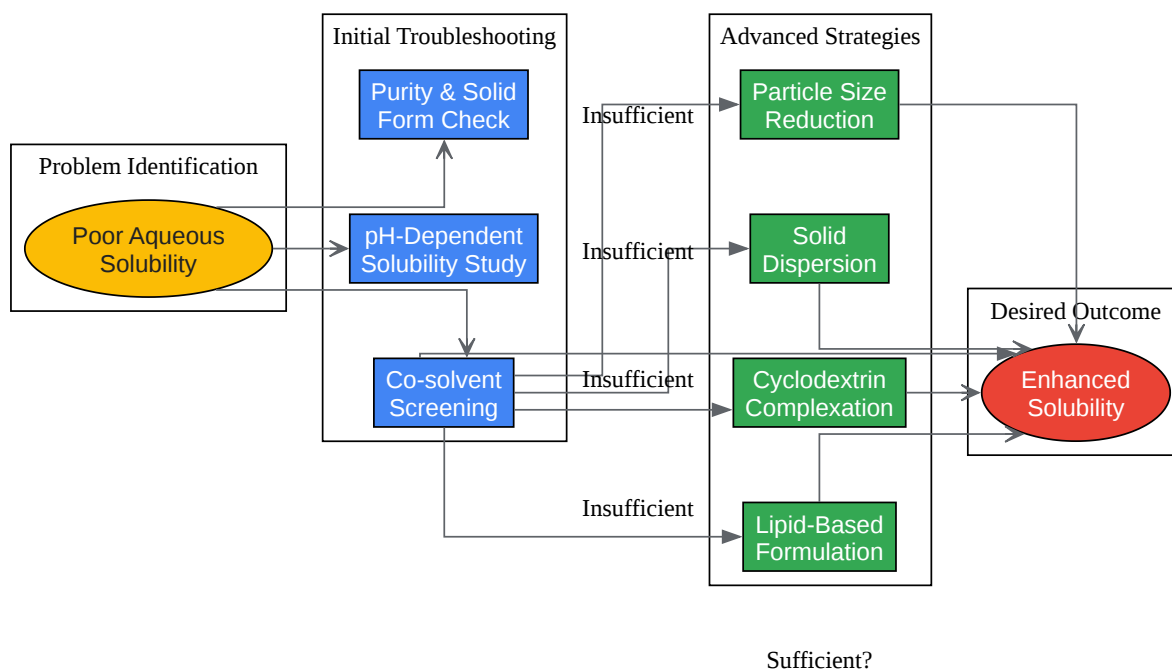 Initial Troubleshooting
Advanced Strategies
Purity & Solid
Form Check
Insufficient
Particle Size
Reduction
Problem Identification
Poor Aqueous
Solubility
pH-Dependent
Solubility Study
Insufficient
Solid
Dispersion
Desired Outcome
Co-solvent
Screening
Insufficient
Cyclodextrin
Complexation
Enhanced
Solubility
Insufficient
Lipid-Based
Formulation
Sufficient?